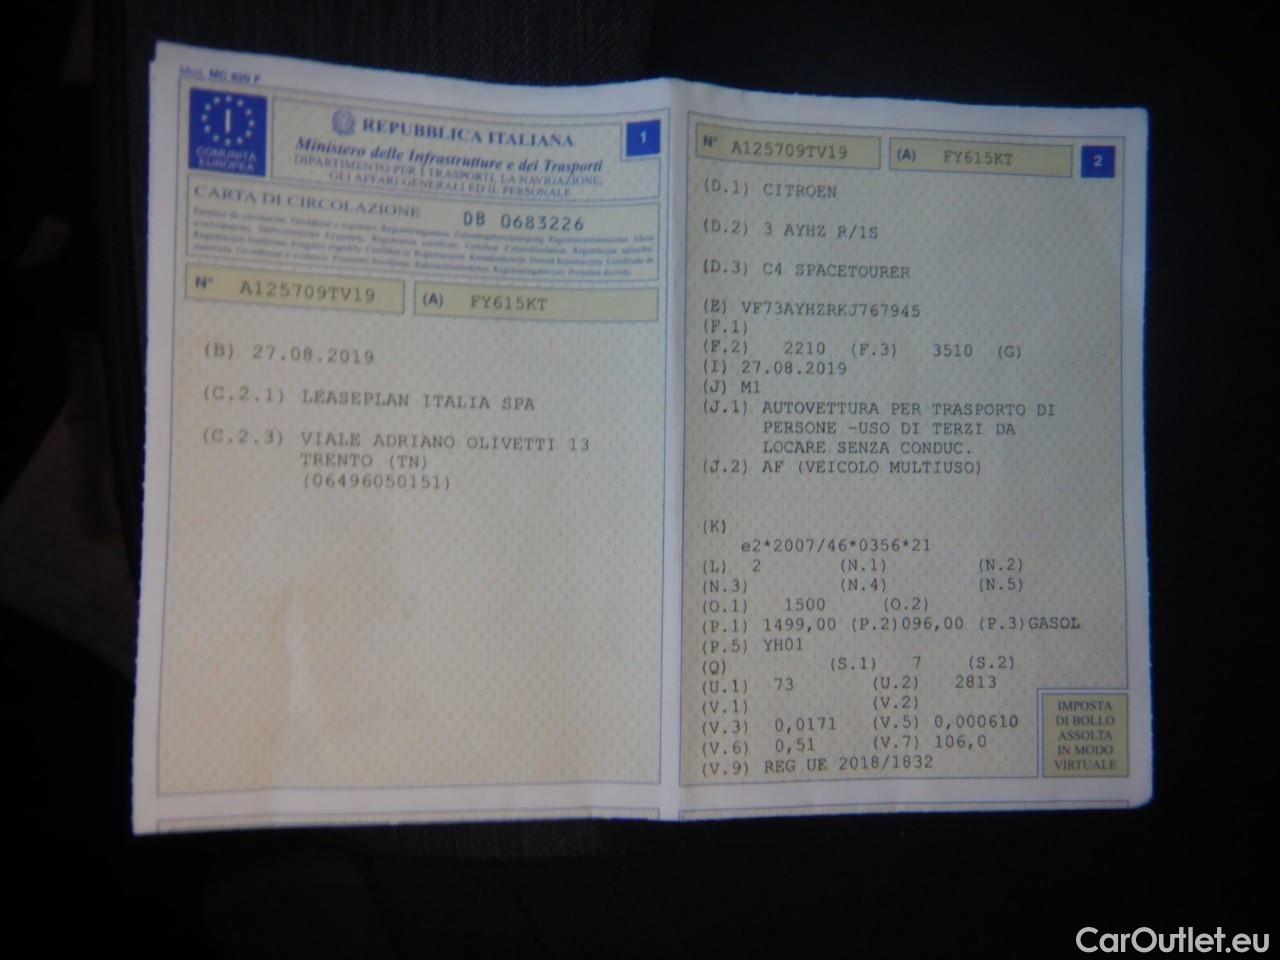 Mod. MC 820 F
COMUNITÀ
EUROPEA
I
REPUBBLICA ITALIANA
Ministero delle Infrastrutture e dei Trasporti
DIPARTIMENTO PER I TRASPORTI, LA NAVIGAZIONE,
GLI AFFARI GENERALI ED IL PERSONALE
1
CARTA DI CIRCOLAZIONE DB 0683226
N° A125709TV19 (A) FY615KT
(B) 27.08.2019
(C.2.1) LEASEPLAN ITALIA SPA
(C.2.3) VIALE ADRIANO OLIVETTI 13
TRENTO (TN)
(06496050151)
N° A125709TV19 (A) FY615KT 2
(D.1) CITROEN
(D.2) 3 AYHZ R/1S
(D.3) C4 SPACETOURER
(E) VF73AYHZRKJ767945
(F.1)
(F.2) 2210 (F.3) 3510 (G)
(I) 27.08.2019
(J) M1
(J.1) AUTOVETTURA PER TRASPORTO DI
PERSONE -USO DI TERZI DA
LOCARE SENZA CONDUC.
(J.2) AF (VEICOLO MULTIUSO)
(K)
e2*2007/46*0356*21
(L) 2 (N.1) (N.2)
(N.3) (N.4) (N.5)
(O.1) 1500 (O.2)
(P.1) 1499,00 (P.2)096,00 (P.3)GASOL
(P.5) YH01
(Q) (S.1) 7 (S.2)
(U.1) 73 (U.2) 2813
(V.1) (V.2)
(V.3) 0,0171 (V.5) 0,000610
(V.6) 0,51 (V.7) 106,0
(V.9) REG UE 2018/1832
IMPOSTA
DI BOLLO
ASSOLTA
IN MODO
VIRTUALE
CarOutlet.eu